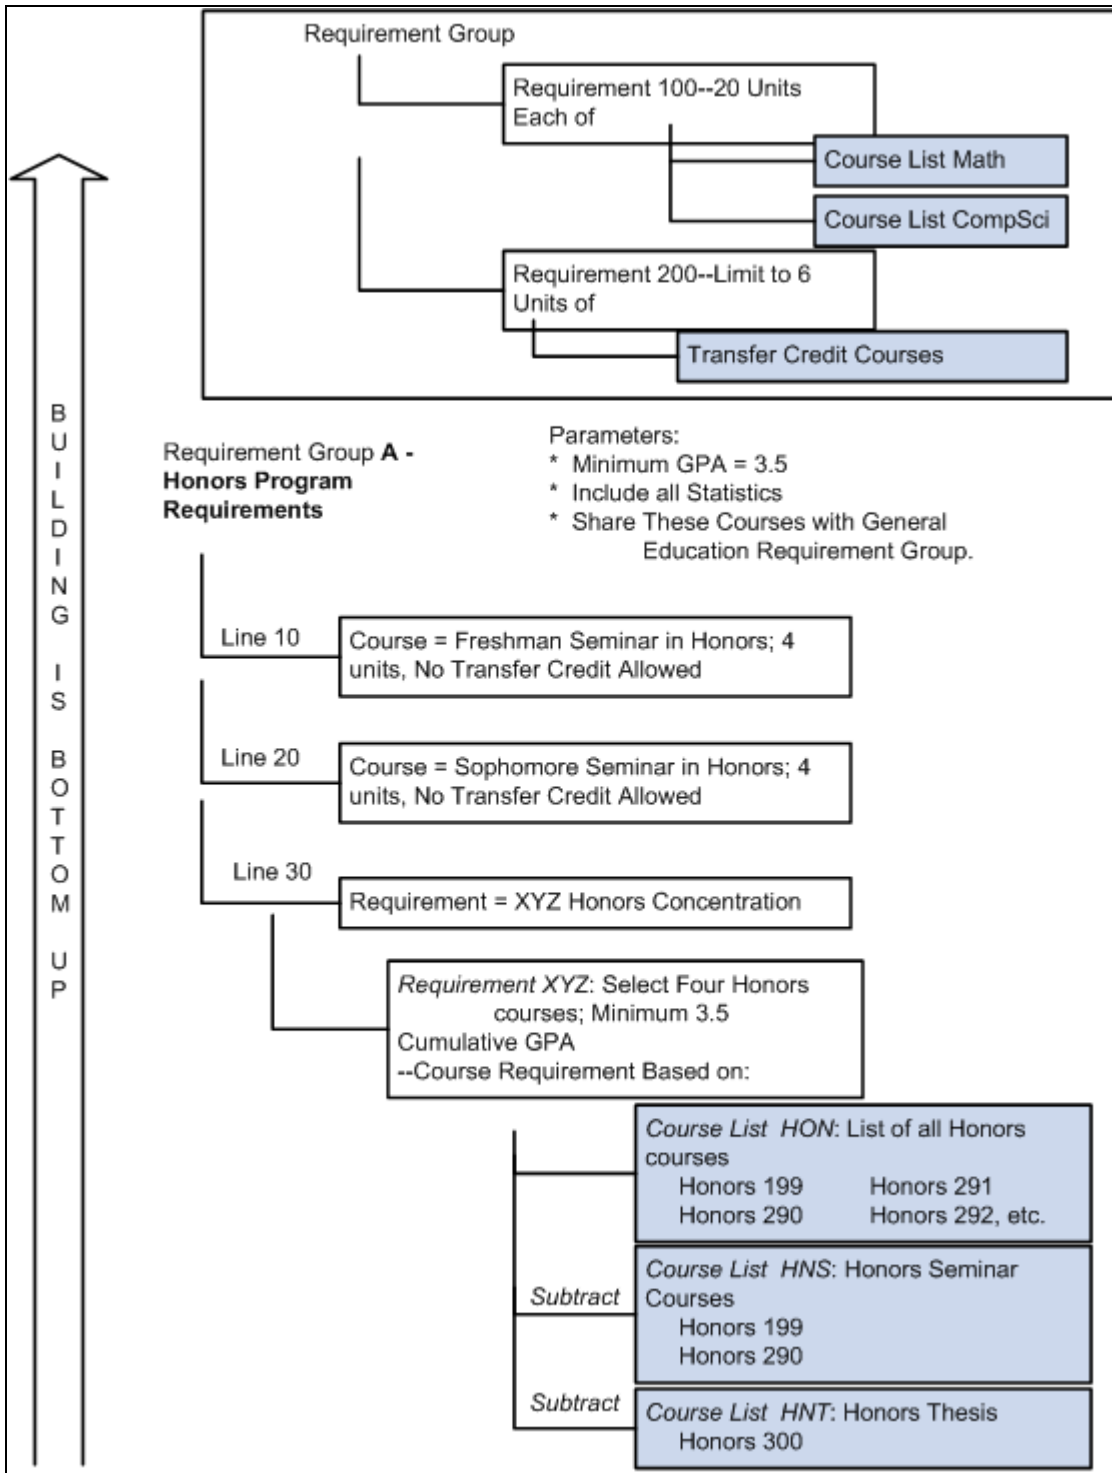 Requirement Group
Requirement 100--20 Units
Each of
Course List Math
Course List CompSci
Requirement 200--Limit to 6
Units of
Transfer Credit Courses
BUILDING IS BOTTOM UP
Requirement Group A -
Honors Program
Requirements
Parameters:
* Minimum GPA = 3.5
* Include all Statistics
* Share These Courses with General
Education Requirement Group.
Line 10
Course = Freshman Seminar in Honors; 4
units, No Transfer Credit Allowed
Line 20
Course = Sophomore Seminar in Honors; 4
units, No Transfer Credit Allowed
Line 30
Requirement = XYZ Honors Concentration
Requirement XYZ: Select Four Honors
courses; Minimum 3.5
Cumulative GPA
--Course Requirement Based on:
Course List HON: List of all Honors
courses
Honors 199 Honors 291
Honors 290 Honors 292, etc.
Subtract
Course List HNS: Honors Seminar
Courses
Honors 199
Honors 290
Subtract
Course List HNT: Honors Thesis
Honors 300